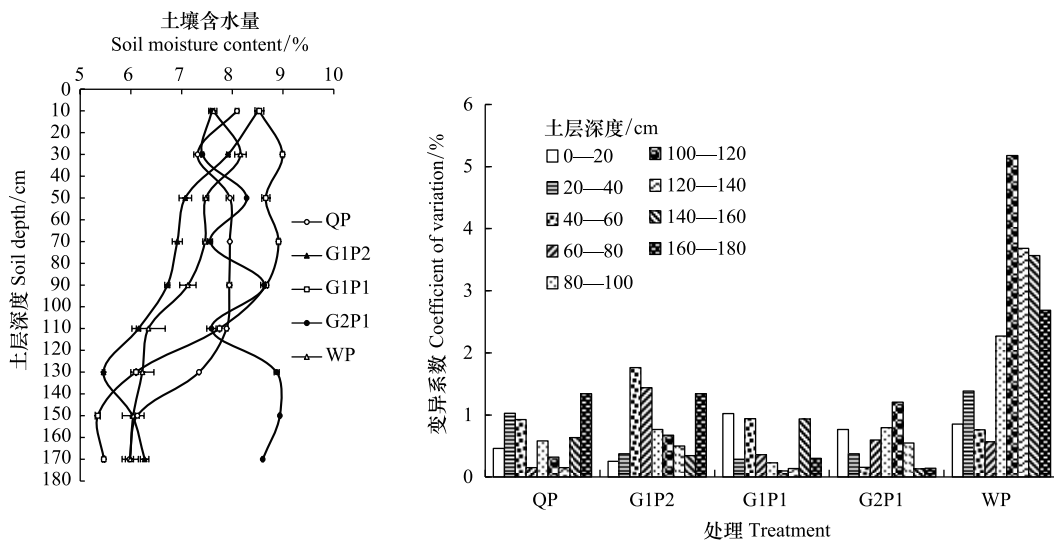 土壤含水量
Soil moisture content/%
5 6 7 8 9 10
土层深度 Soil depth/cm
0
10
30
50
70
90
100
110
120
130
140
150
160
170
180
QP
G1P2
G1P1
G2P1
WP
变异系数 Coefficient of variation/%
6
5
4
3
2
1
0
土层深度/cm
0—20
20—40
40—60
60—80
80—100
100—120
120—140
140—160
160—180
QP G1P2 G1P1 G2P1 WP
处理 Treatment